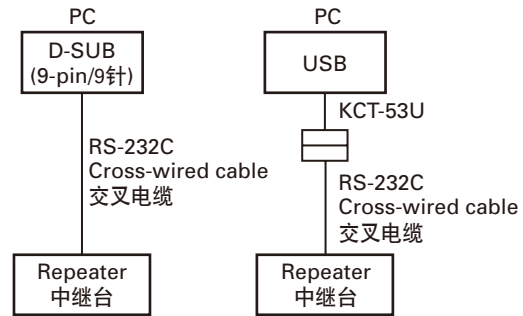 PC
D-SUB
(9-pin/9针)
RS-232C
Cross-wired cable
交叉电缆
Repeater
中继台
PC
USB
KCT-53U
RS-232C
Cross-wired cable
交叉电缆
Repeater
中继台